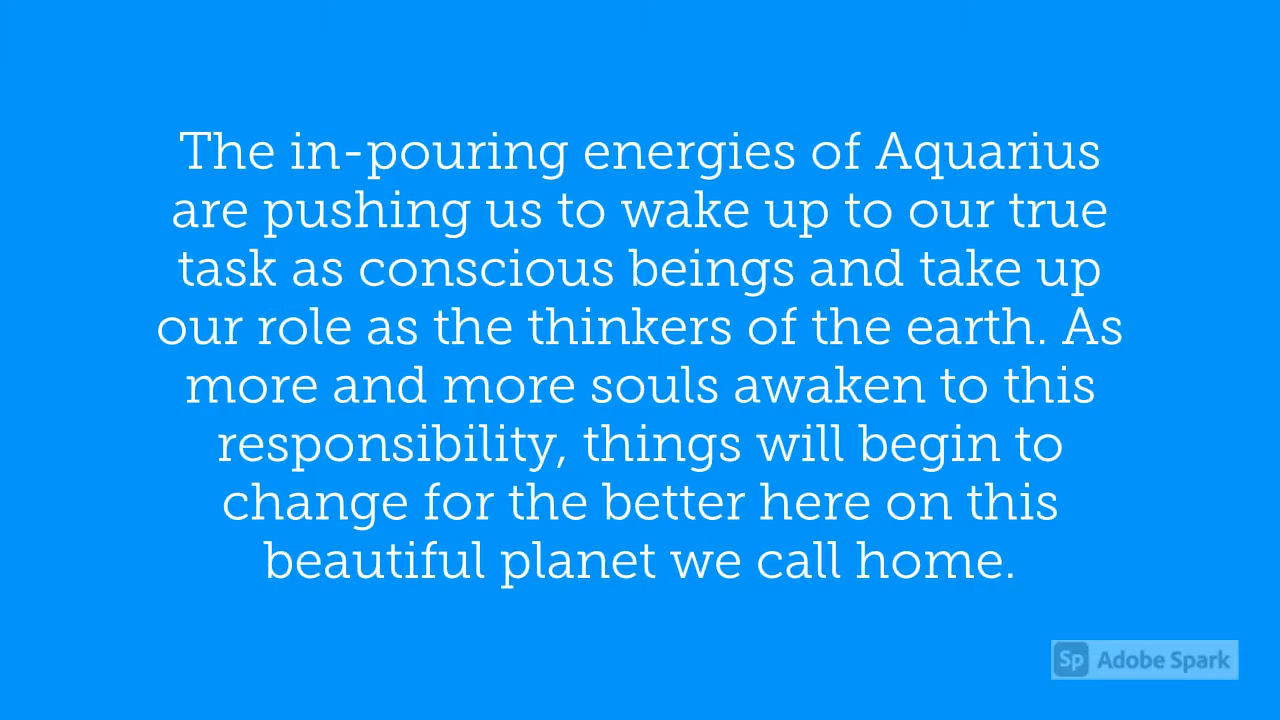 The in-pouring energies of Aquarius
are pushing us to wake up to our true
task as conscious beings and take up
our role as the thinkers of the earth. As
more and more souls awaken to this
responsibility, things will begin to
change for the better here on this
beautiful planet we call home.
Sp Adobe Spark